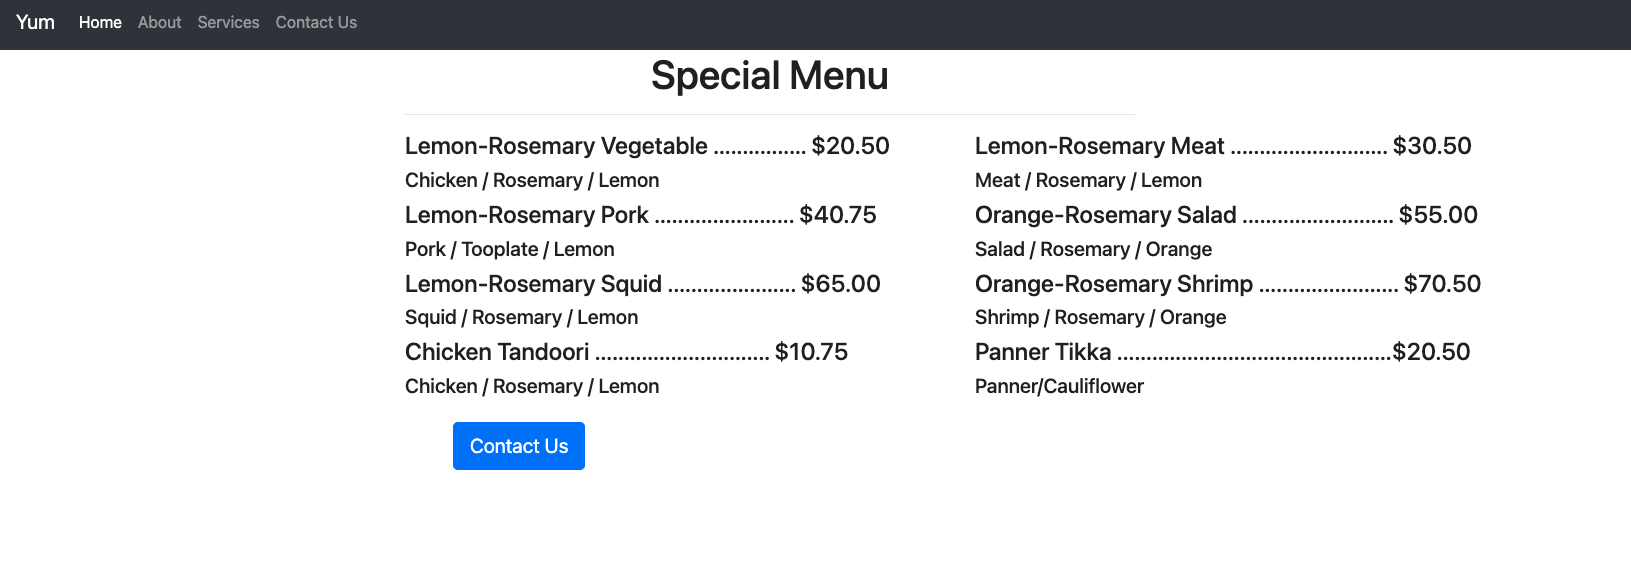 Yum Home About Services Contact Us
Special Menu
Lemon-Rosemary Vegetable ................ $20.50
Chicken / Rosemary / Lemon
Lemon-Rosemary Pork ........................ $40.75
Pork / Tooplate / Lemon
Lemon-Rosemary Squid ...................... $65.00
Squid / Rosemary / Lemon
Chicken Tandoori .............................. $10.75
Chicken / Rosemary / Lemon
Lemon-Rosemary Meat ........................... $30.50
Meat / Rosemary / Lemon
Orange-Rosemary Salad .......................... $55.00
Salad / Rosemary / Orange
Orange-Rosemary Shrimp ........................ $70.50
Shrimp / Rosemary / Orange
Panner Tikka ...............................................$20.50
Panner/Cauliflower
Contact Us